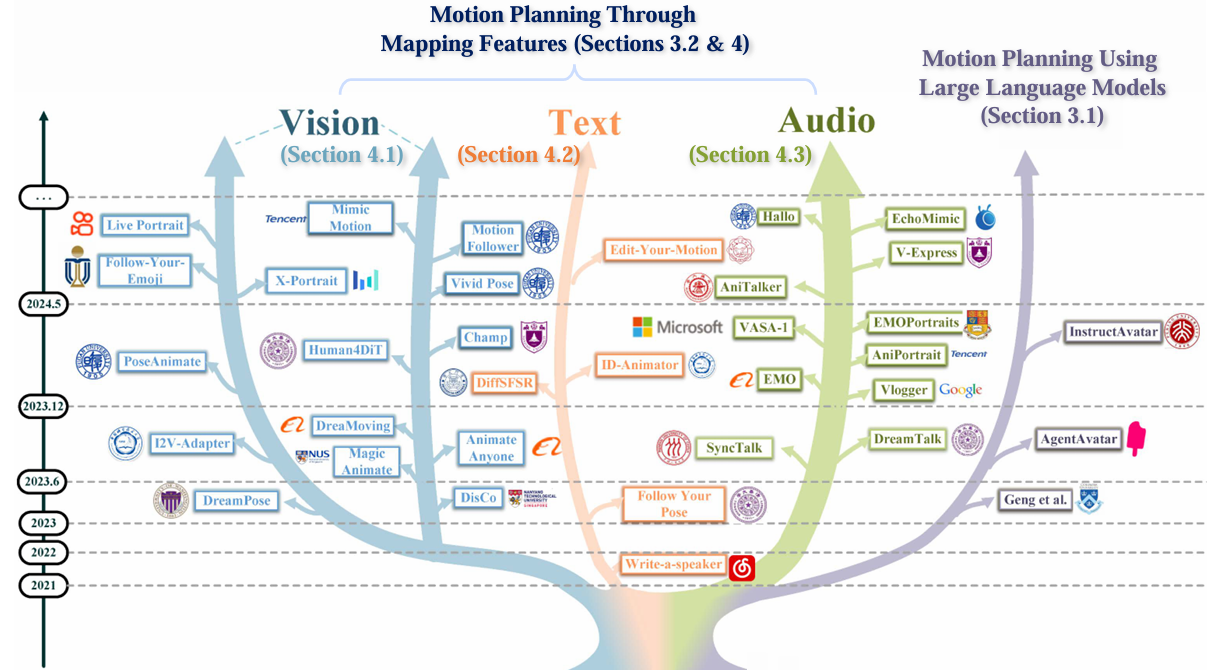 Motion Planning Through
Mapping Features (Sections 3.2 & 4)
Motion Planning Using
Large Language Models
(Section 3.1)
Vision
(Section 4.1)
Text
(Section 4.2)
Audio
(Section 4.3)
...
2024.5
2023.12
2023.6
2023
2022
2021
Live Portrait
Follow-Your-
Emoji
X-Portrait
PoseAnimate
I2V-Adapter
DreamPose
Tencent
Mimic
Motion
Motion
Follower
Vivid Pose
Champ
Human4DiT
DreaMoving
NUS
Magic
Animate
Animate
Anyone
DisCo
NANYANG
TECHNOLOGICAL
UNIVERSITY
SINGAPORE
Edit-Your-Motion
ID-Animator
DiffSFSR
Follow Your
Pose
Write-a-speaker
Hallo
EchoMimic
V-Express
AniTalker
Microsoft
VASA-1
EMOPortraits
AniPortrait
Tencent
EMO
Vlogger
Google
SyncTalk
DreamTalk
InstructAvatar
AgentAvatar
Geng et al.